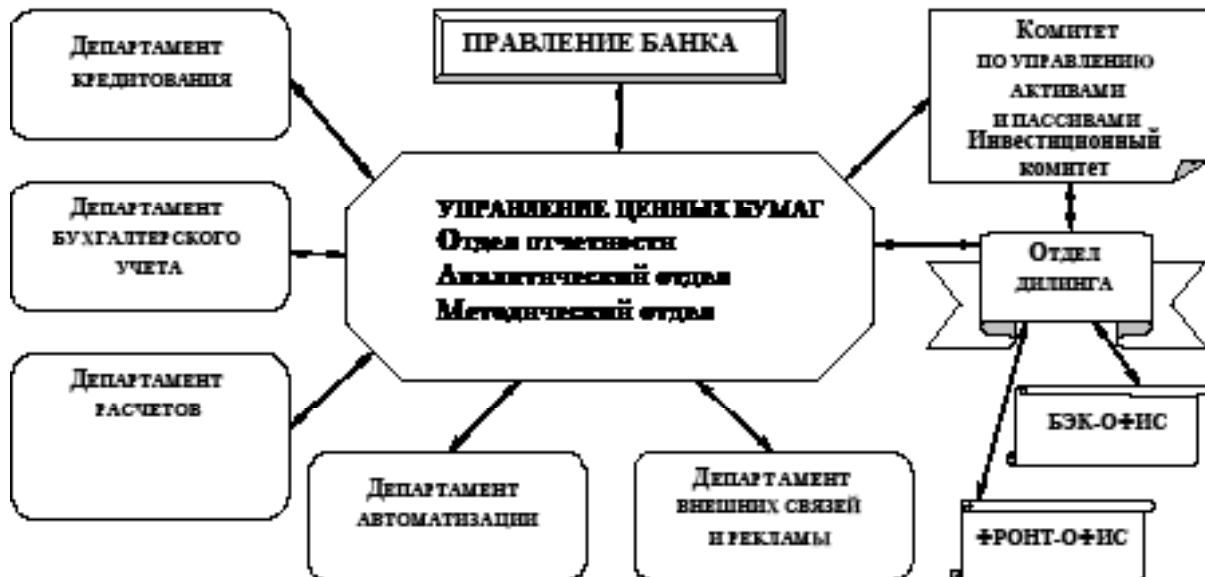 Департамент
кредитования
ПРАВЛЕНИЕ БАНКА
Комитет
по управлению
активами
и пассивами
Инвестиционный
комитет
Департамент
бухгалтерского
учета
УПРАВЛЕНИЕ ЦЕННЫХ БУМАГ
Отдел отчетности
Аналитический отдел
Методический отдел
Отдел
дилинга
Департамент
расчетов
БЭК-ОФИС
Департамент
автоматизации
Департамент
внешних связей
и рекламы
ФРОНТ-ОФИС